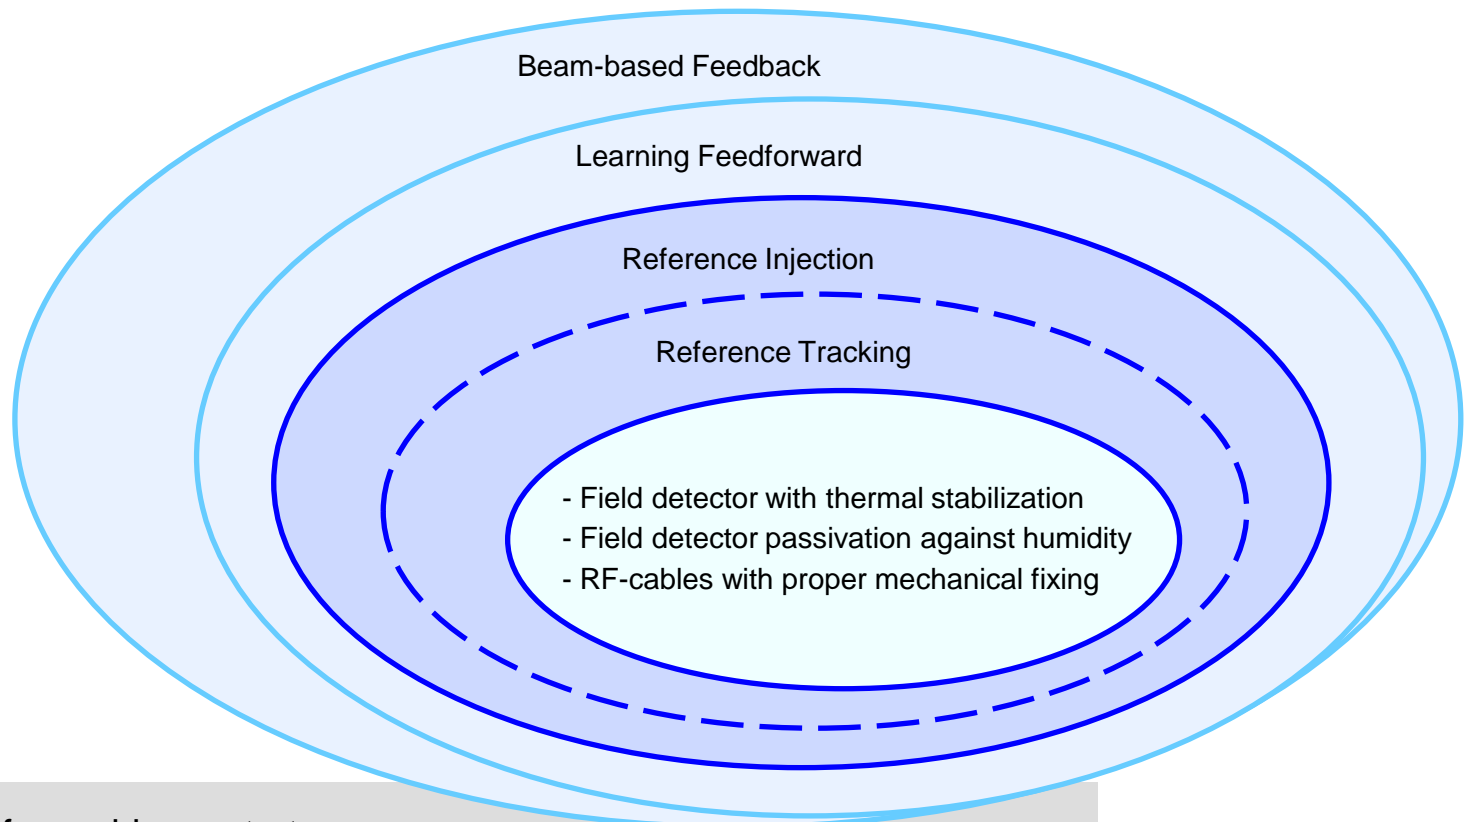 Beam-based Feedback
Learning Feedforward
Reference Injection
Reference Tracking
- Field detector with thermal stabilization
- Field detector passivation against humidity
- RF-cables with proper mechanical fixing